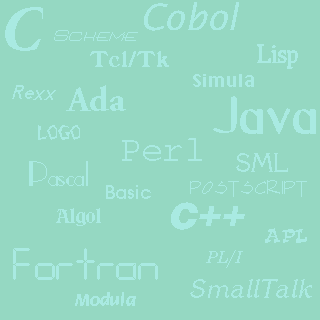 C
Cobol
Scheme
Tcl/Tk
Lisp
Simula
Rexx
Ada
Java
LOGO
Perl
SML
Pascal
Basic
POSTSCRIPT
Algol
C++
APL
Fortran
PL/I
SmallTalk
Modula